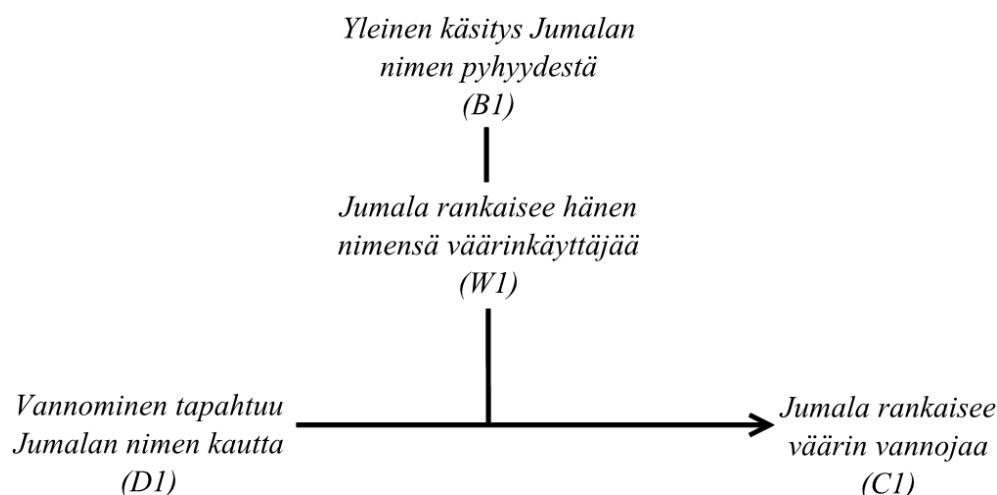 Yleinen käsitys Jumalan
nimen pyhyydestä
(B1)
Jumala rankaisee hänen
nimensä väärinkäyttäjää
(W1)
Vannominen tapahtuu
Jumalan nimen kautta
(D1)
Jumala rankaisee
väärin vannojaa
(C1)